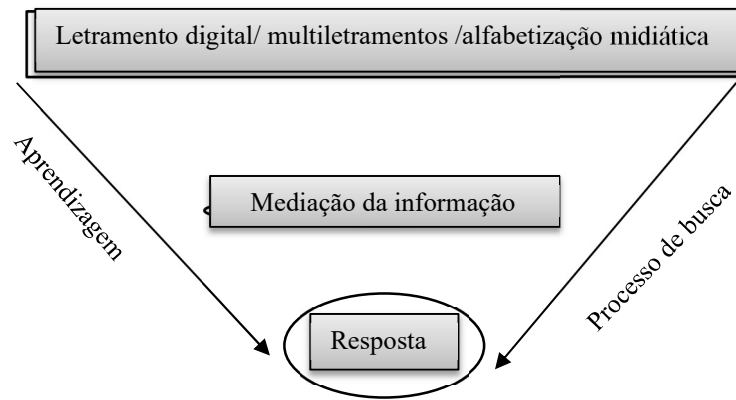 Letramento digital/ multiletramentos /alfabetização midiática
Aprendizagem
Mediação da informação
Processo de busca
Resposta